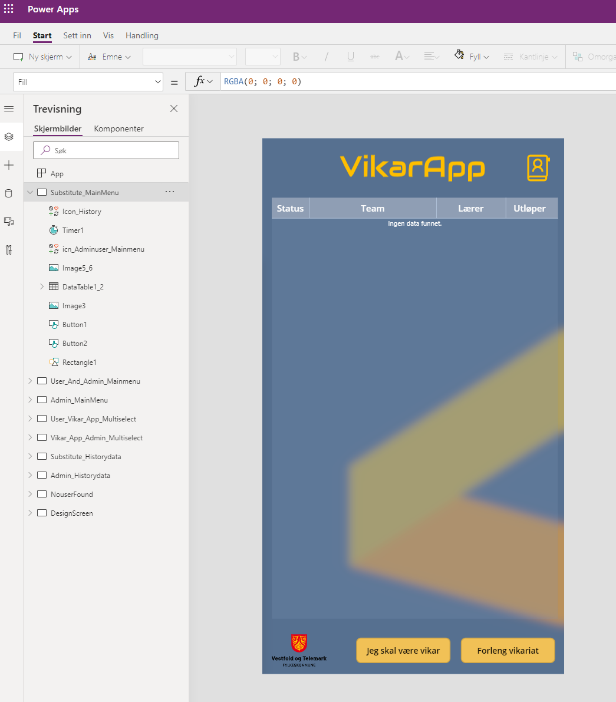 Power Apps
Fil Start Sett inn Vis Handling
Ny skjerm Emne B / U abc A Fyll Kantlinje Omorga
Fill = fx RGBA(0; 0; 0; 0)
Trevisning
Skjermbilder Komponenter
Søk
App
Substitute_MainMenu ...
Icon_History
Timer1
icn_Adminuser_Mainmenu
Image5_6
DataTable1_2
Image3
Button1
Button2
Rectangle1
User_And_Admin_Mainmenu
Admin_MainMenu
User_Vikar_App_Multiselect
Vikar_App_Admin_Multiselect
Substitute_Historydata
Admin_Historydata
NouserFound
DesignScreen
VikarApp
Status Team Lærer Utløper
Ingen data funnet.
Vestfold og Telemark
FYLKESKOMMUNE
Jeg skal være vikar
Forleng vikariat